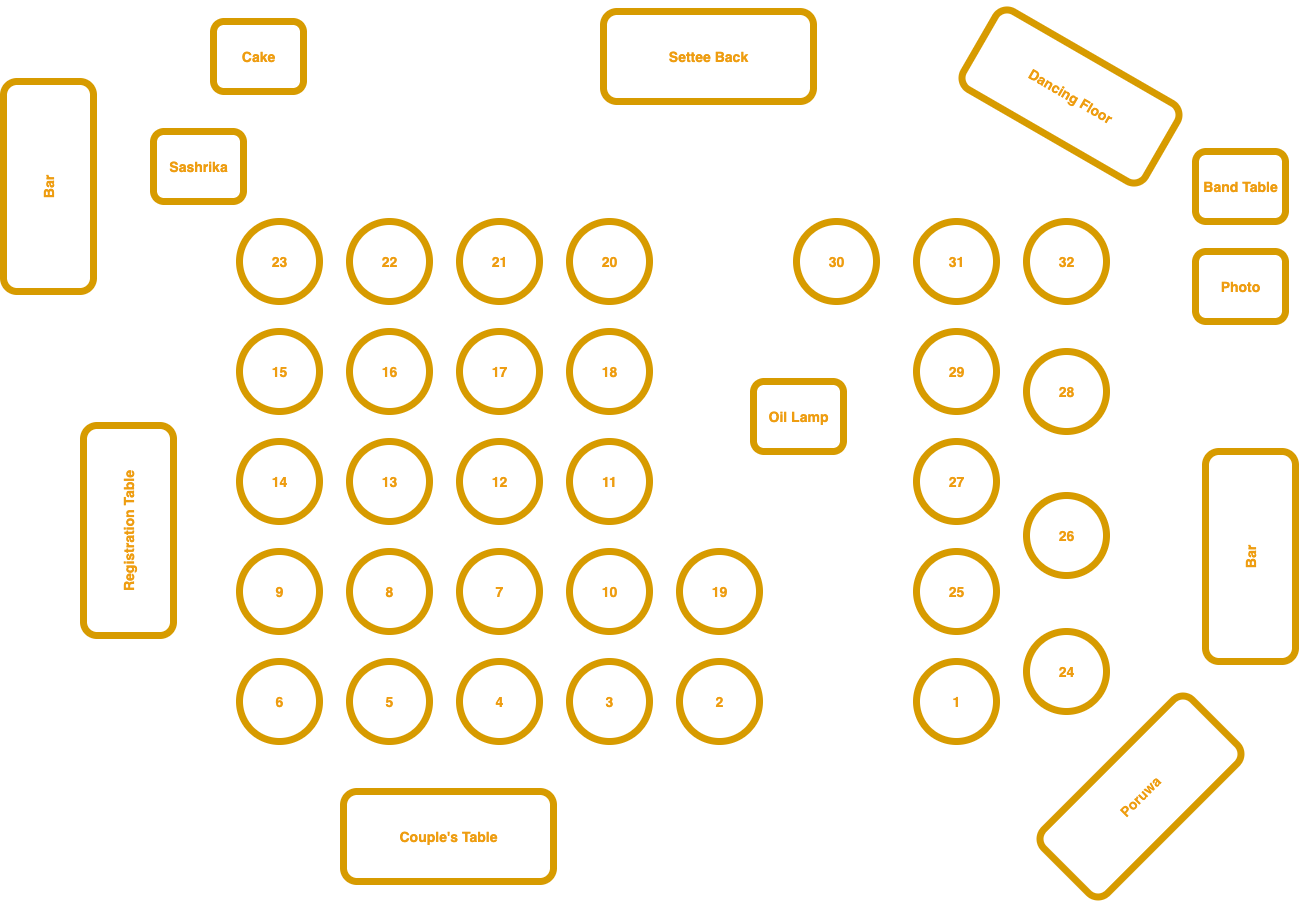 Cake
Settee Back
Dancing Floor
Bar
Sashrika
Band Table
23
22
21
20
30
31
32
Photo
15
16
17
18
29
28
Oil Lamp
14
13
12
11
27
Registration Table
26
Bar
9
8
7
10
19
25
24
6
5
4
3
2
1
Poruwa
Couple's Table